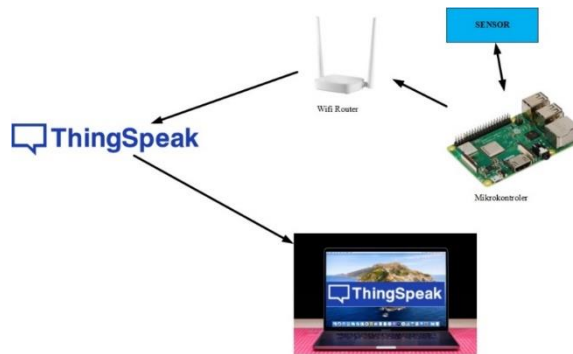 SENSOR
Wifi Router
ThingSpeak
Mikrokontroler
ThingSpeak